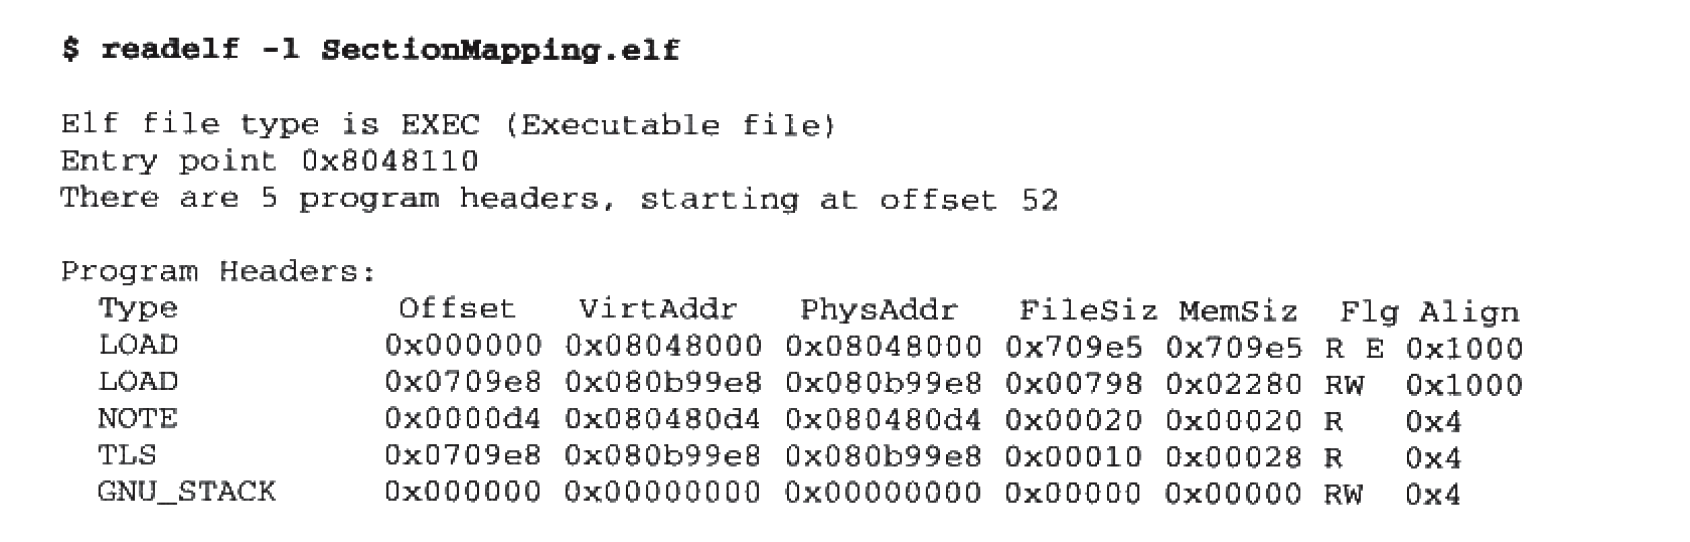 $ readelf -l SectionMapping.elf
Elf file type is EXEC (Executable file)
Entry point 0x8048110
There are 5 program headers, starting at offset 52
Program Headers:
Type Offset VirtAddr PhysAddr FileSiz MemSiz Flg Align
LOAD 0x000000 0x08048000 0x08048000 0x709e5 0x709e5 R E 0x1000
LOAD 0x0709e8 0x080b99e8 0x080b99e8 0x00798 0x02280 RW 0x1000
NOTE 0x0000d4 0x080480d4 0x080480d4 0x00020 0x00020 R 0x4
TLS 0x0709e8 0x080b99e8 0x080b99e8 0x00010 0x00028 R 0x4
GNU_STACK 0x000000 0x00000000 0x00000000 0x00000 0x00000 RW 0x4